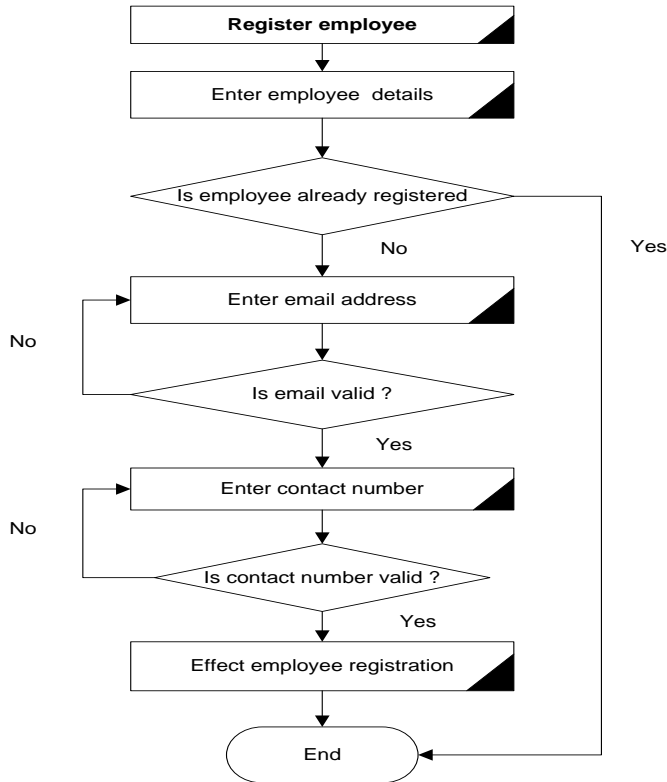 Register employee
Enter employee details
Is employee already registered
No
Yes
Enter email address
No
Is email valid ?
Yes
Enter contact number
No
Is contact number valid ?
Yes
Effect employee registration
End